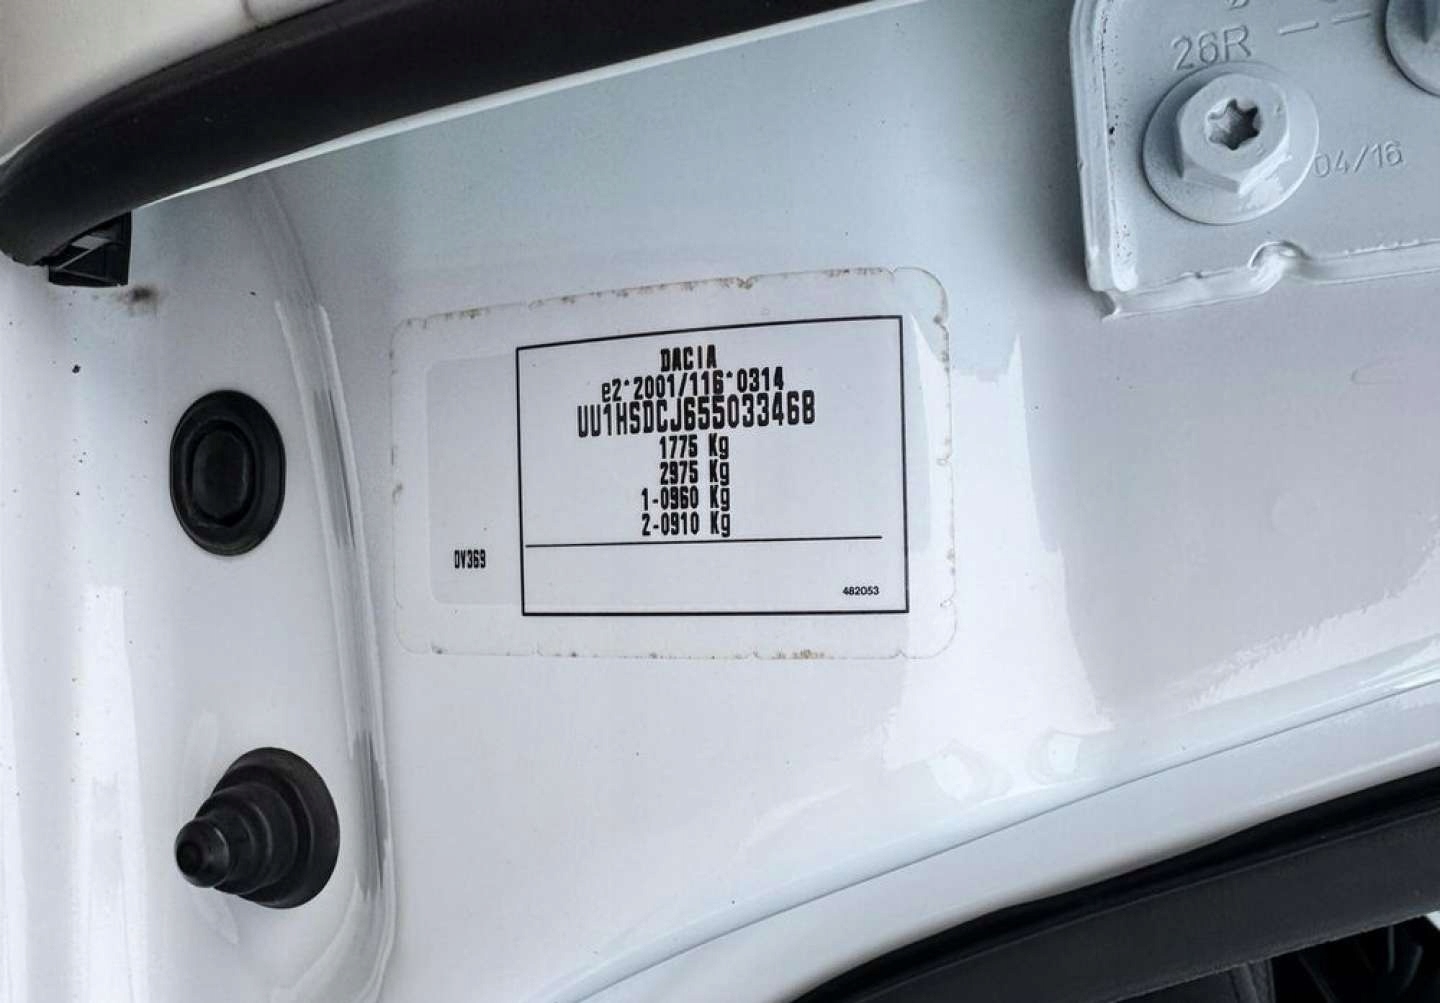 26R
04/16
DACIA
e2*2001/116*0314
UU1HSDCJ655033468
1775 Kg
2975 Kg
1-0960 Kg
2-0910 Kg
DV369
482053